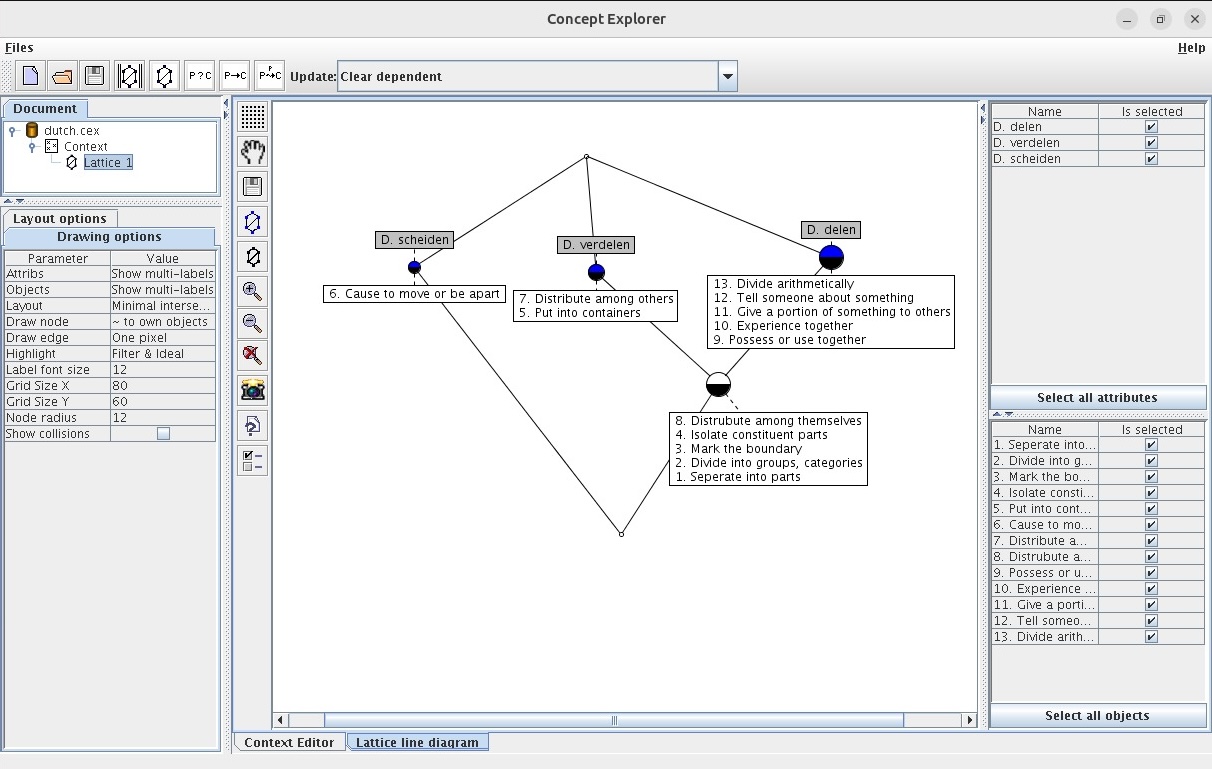 Concept Explorer
Files
Help
P?C
P→C
P↛C
Update:
Clear dependent
Document
dutch.cex
Context
Lattice 1
Layout options
Drawing options
Parameter Value
Attribs Show multi-labels
Objects Show multi-labels
Layout Minimal interse...
Draw node ~ to own objects
Draw edge One pixel
Highlight Filter & Ideal
Label font size 12
Grid Size X 80
Grid Size Y 60
Node radius 12
Show collisions
D. scheiden
D. verdelen
D. delen
6. Cause to move or be apart
7. Distribute among others
5. Put into containers
13. Divide arithmetically
12. Tell someone about something
11. Give a portion of something to others
10. Experience together
9. Possess or use together
8. Distrubute among themselves
4. Isolate constituent parts
3. Mark the boundary
2. Divide into groups, categories
1. Seperate into parts
Context Editor
Lattice line diagram
Name Is selected
D. delen
D. verdelen
D. scheiden
Select all attributes
Name Is selected
1. Seperate into...
2. Divide into g...
3. Mark the bo...
4. Isolate consti...
5. Put into cont...
6. Cause to mo...
7. Distribute a...
8. Distrubute a...
9. Possess or u...
10. Experience ...
11. Give a porti...
12. Tell someo...
13. Divide arith...
Select all objects